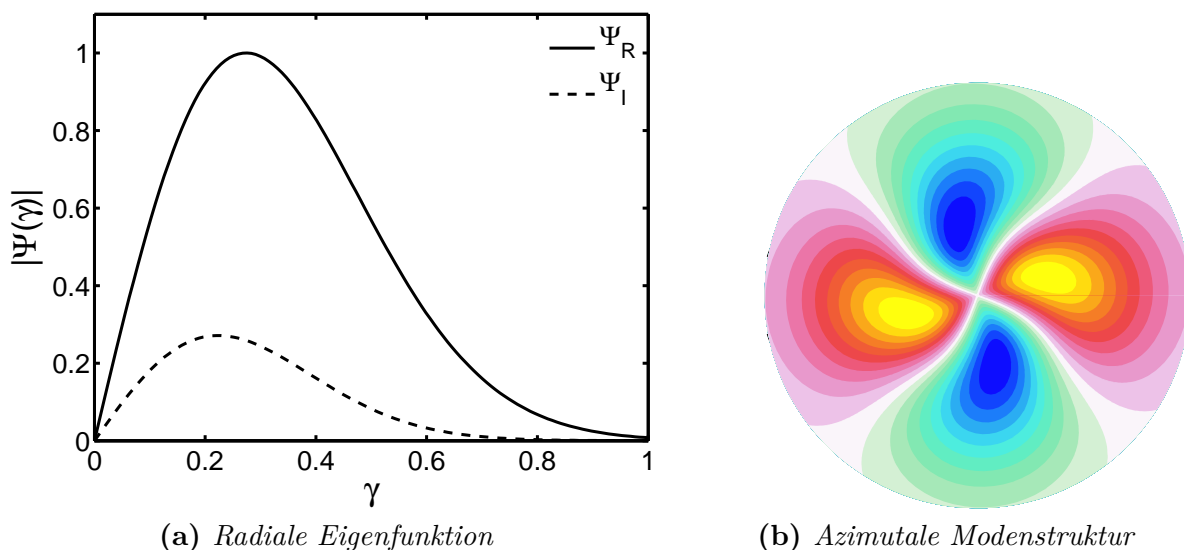 1
0.8
0.6
0.4
0.2
0
0 0.2 0.4 0.6 0.8 1
|Ψ(γ)|
γ
Ψ_R
Ψ_I
(a) Radiale Eigenfunktion
(b) Azimutale Modenstruktur